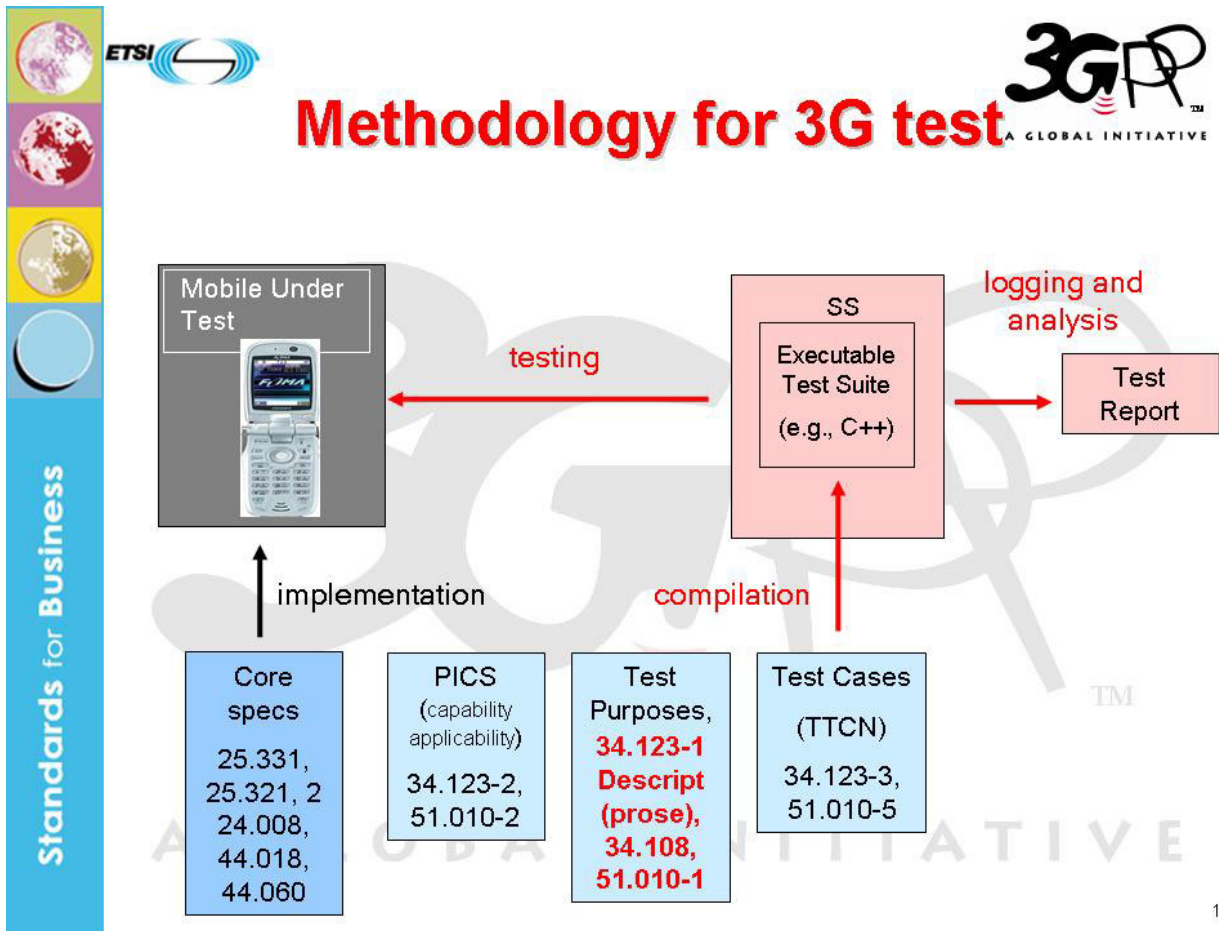 ETSI
3GPP
TM
A GLOBAL INITIATIVE
Methodology for 3G test
Mobile Under
Test
FOMA
testing
SS
Executable
Test Suite
(e.g., C++)
logging and
analysis
Test
Report
implementation
compilation
Core
specs
25.331,
25.321, 2
24.008,
44.018,
44.060
PICS
(capability
applicability)
34.123-2,
51.010-2
Test
Purposes,
34.123-1
Descript
(prose),
34.108,
51.010-1
Test Cases
(TTCN)
34.123-3,
51.010-5
TM
Standards for Business
1